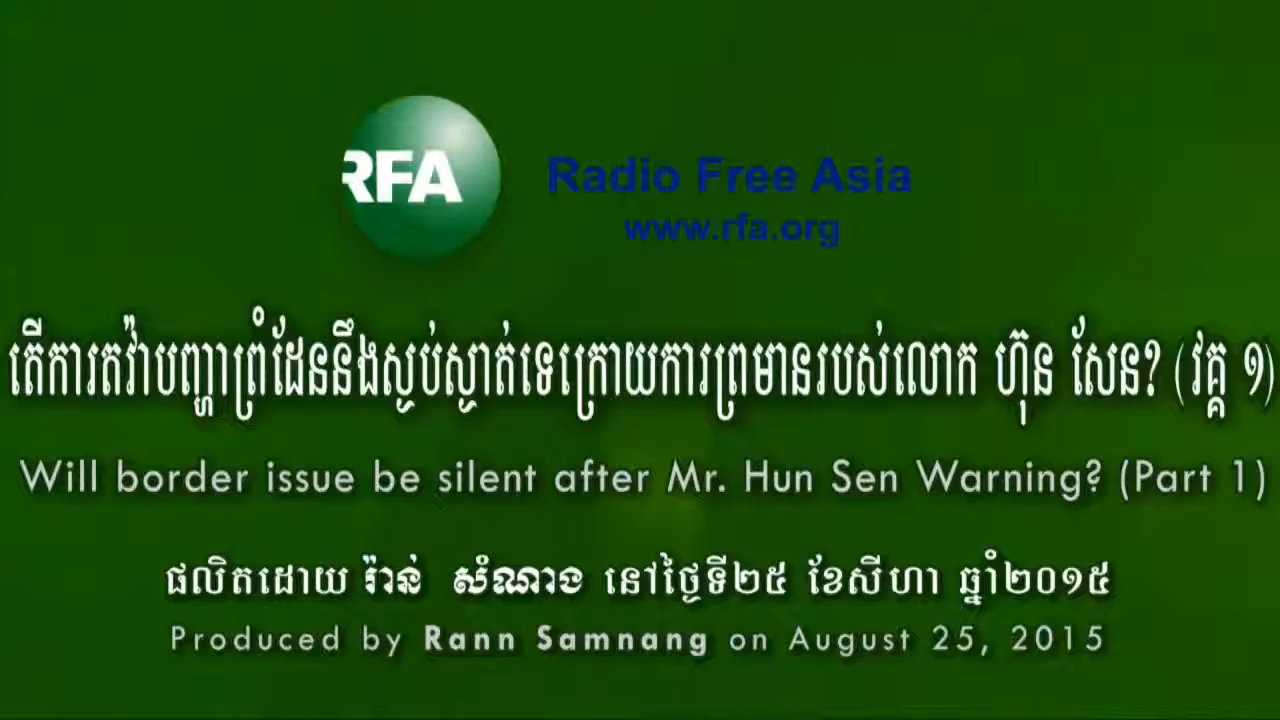 RFA
Radio Free Asia
www.rfa.org
តើការតវ៉ាបញ្ហាព្រំដែននឹងស្ងប់ស្ងាត់ទេក្រោយការព្រមានរបស់លោក ហ៊ុន សែន? (វគ្គ ១)
Will border issue be silent after Mr. Hun Sen Warning? (Part 1)
ផលិតដោយ រ៉ាន់ សំណាង នៅថ្ងៃទី២៥ ខែសីហា ឆ្នាំ២០១៥
Produced by Rann Samnang on August 25, 2015